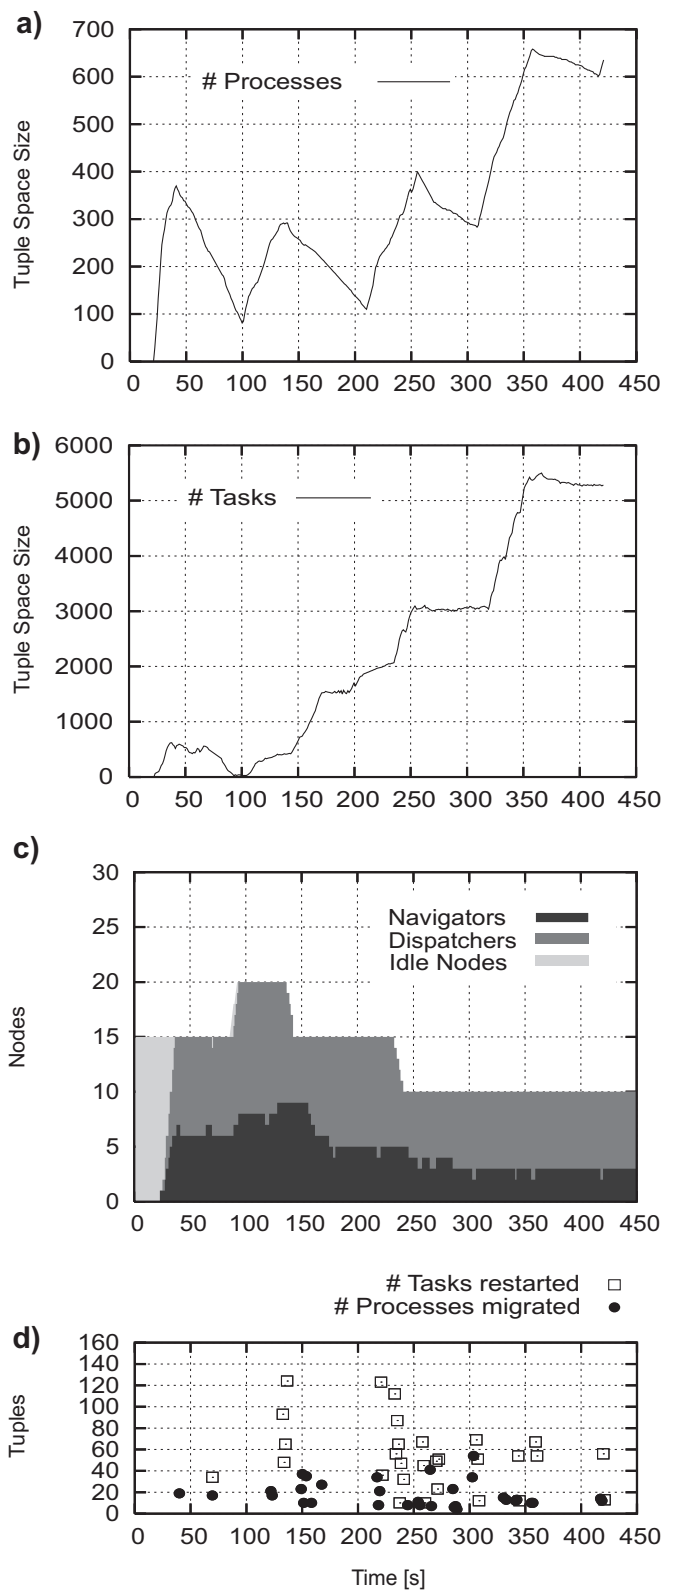 a)
700
600
500
400
300
200
100
0
Tuple Space Size
# Processes
0 50 100 150 200 250 300 350 400 450
b)
6000
5000
4000
3000
2000
1000
0
Tuple Space Size
# Tasks
0 50 100 150 200 250 300 350 400 450
c)
30
25
20
15
10
5
0
Nodes
Navigators
Dispatchers
Idle Nodes
0 50 100 150 200 250 300 350 400 450
# Tasks restarted
# Processes migrated
d)
160
140
120
100
80
60
40
20
0
Tuples
0 50 100 150 200 250 300 350 400 450
Time [s]